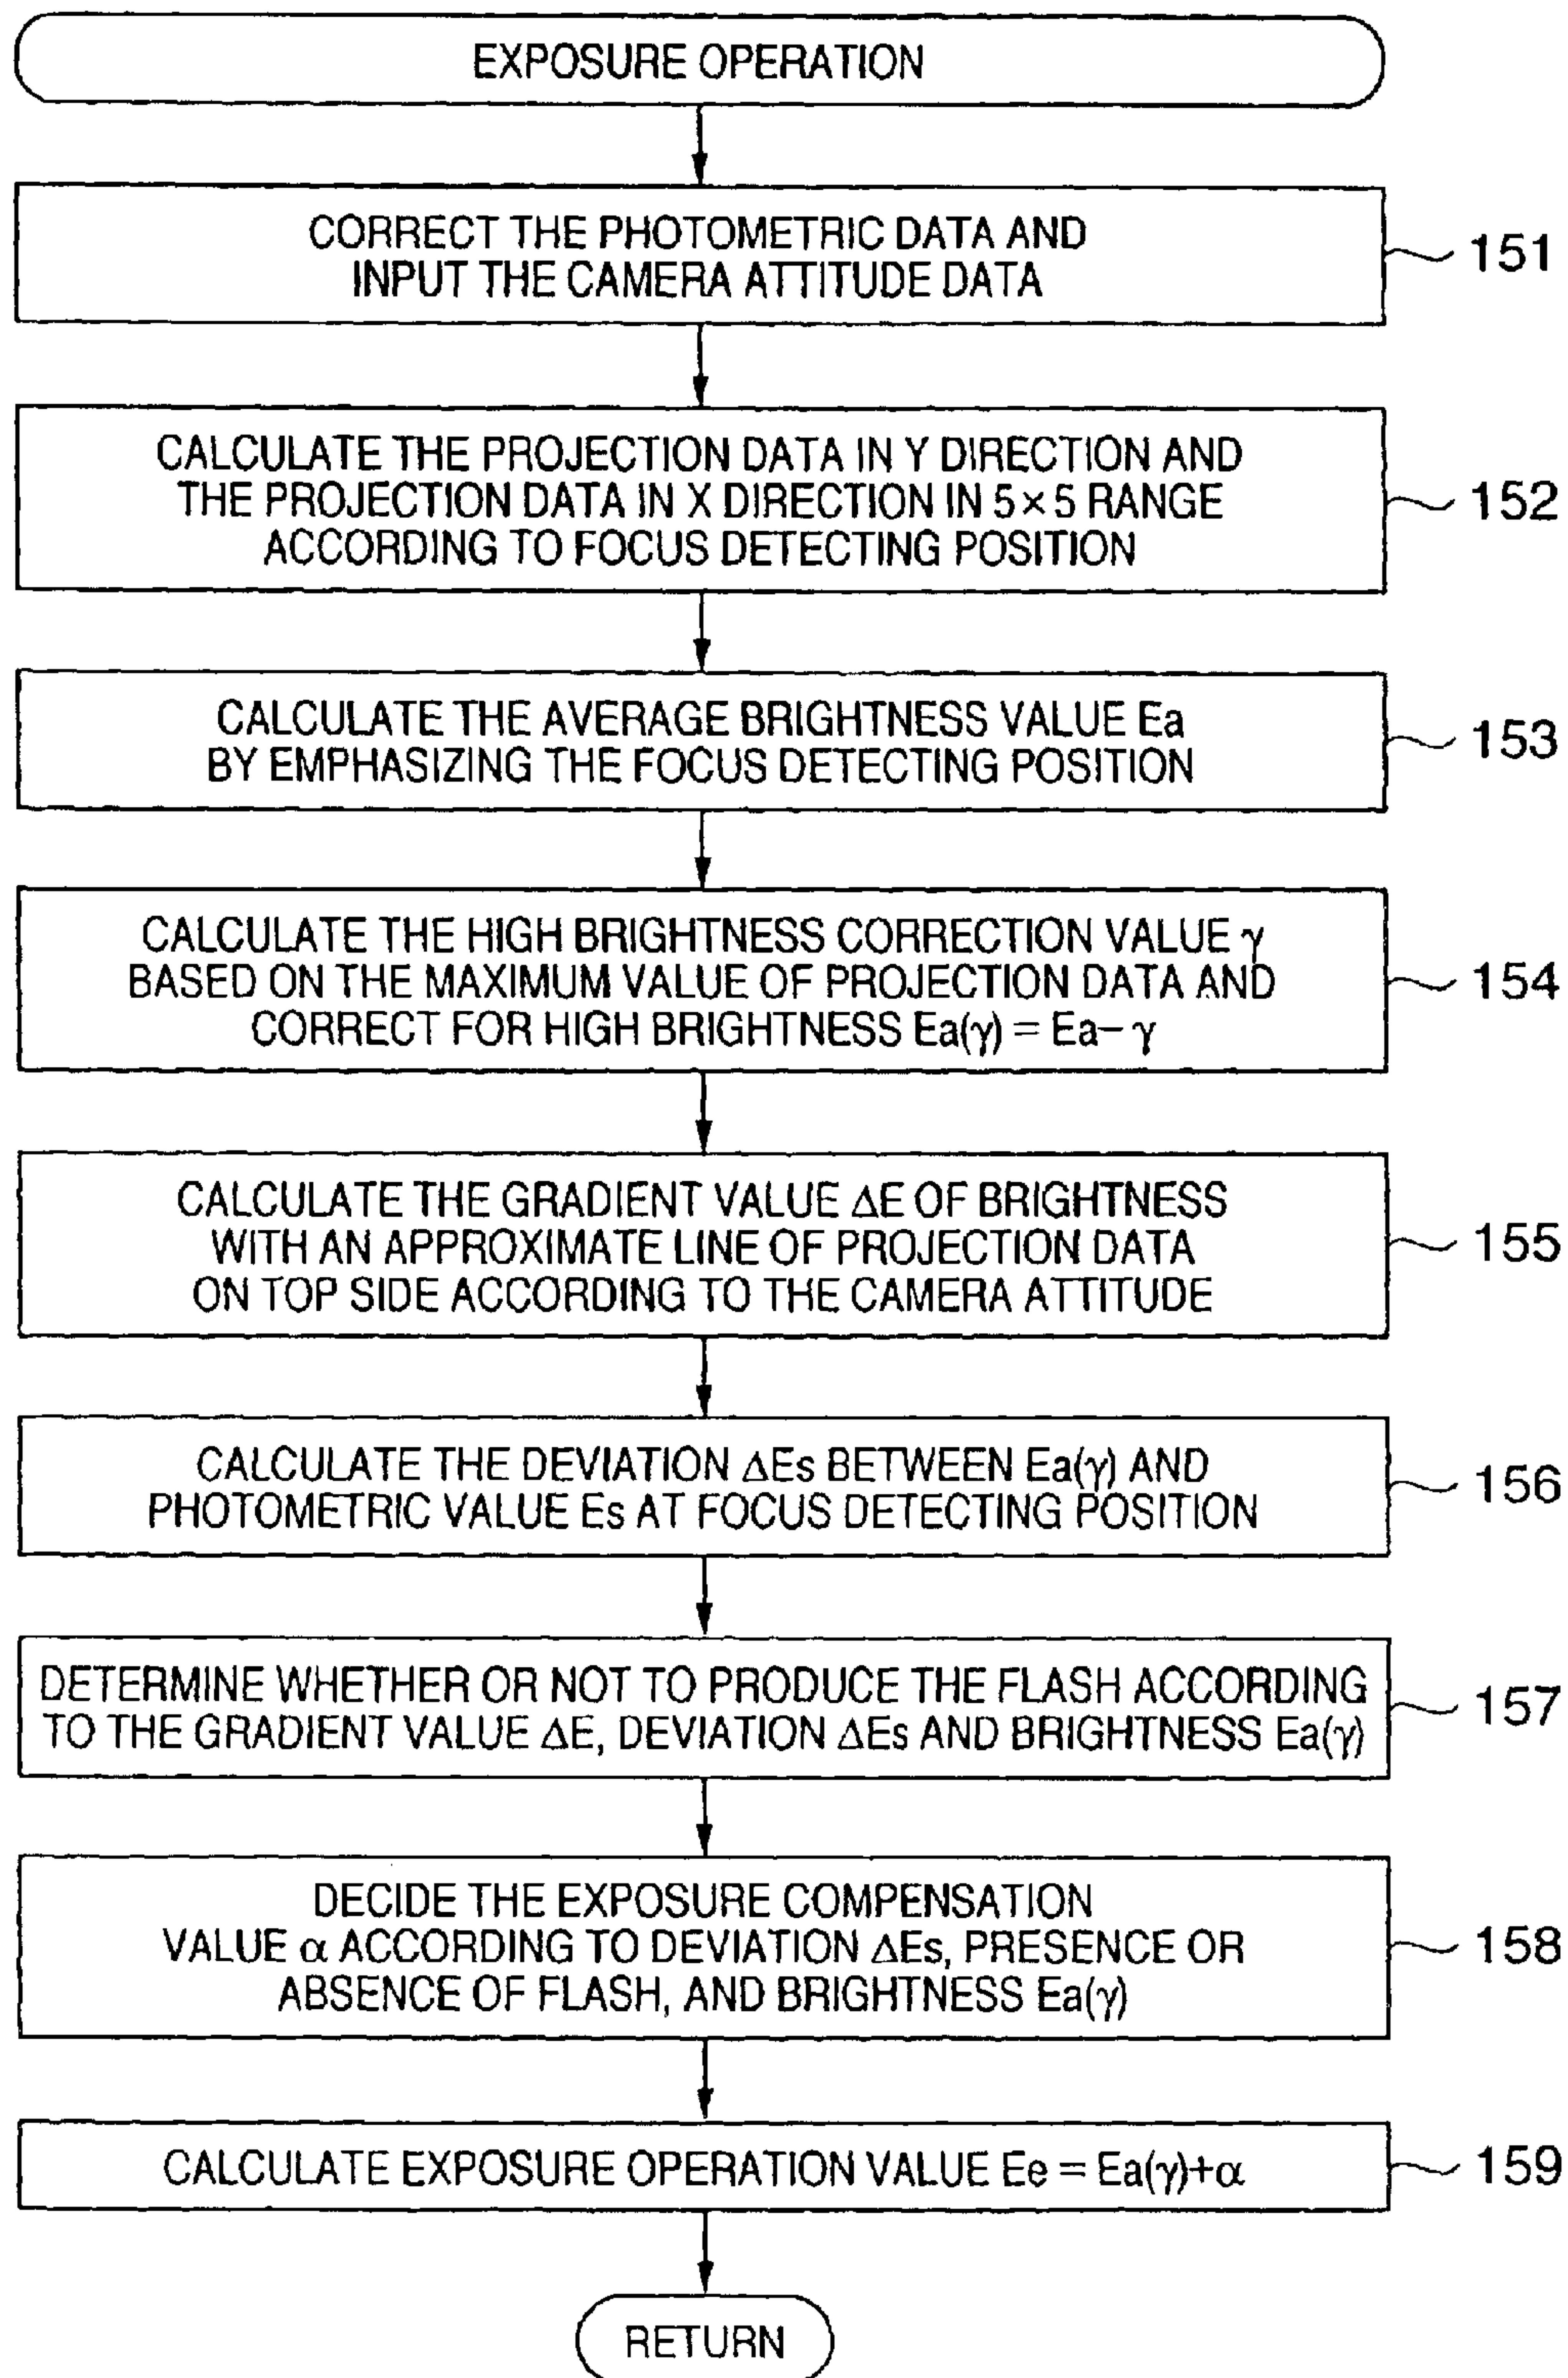 EXPOSURE OPERATION
CORRECT THE PHOTOMETRIC DATA AND
INPUT THE CAMERA ATTITUDE DATA
151
CALCULATE THE PROJECTION DATA IN Y DIRECTION AND
THE PROJECTION DATA IN X DIRECTION IN 5×5 RANGE
ACCORDING TO FOCUS DETECTING POSITION
152
CALCULATE THE AVERAGE BRIGHTNESS VALUE Ea
BY EMPHASIZING THE FOCUS DETECTING POSITION
153
CALCULATE THE HIGH BRIGHTNESS CORRECTION VALUE γ
BASED ON THE MAXIMUM VALUE OF PROJECTION DATA AND
CORRECT FOR HIGH BRIGHTNESS Ea(γ) = Ea− γ
154
CALCULATE THE GRADIENT VALUE ΔE OF BRIGHTNESS
WITH AN APPROXIMATE LINE OF PROJECTION DATA
ON TOP SIDE ACCORDING TO THE CAMERA ATTITUDE
155
CALCULATE THE DEVIATION ΔEs BETWEEN Ea(γ) AND
PHOTOMETRIC VALUE Es AT FOCUS DETECTING POSITION
156
DETERMINE WHETHER OR NOT TO PRODUCE THE FLASH ACCORDING
TO THE GRADIENT VALUE ΔE, DEVIATION ΔEs AND BRIGHTNESS Ea(γ)
157
DECIDE THE EXPOSURE COMPENSATION
VALUE α ACCORDING TO DEVIATION ΔEs, PRESENCE OR
ABSENCE OF FLASH, AND BRIGHTNESS Ea(γ)
158
CALCULATE EXPOSURE OPERATION VALUE Ee = Ea(γ)+α
159
RETURN